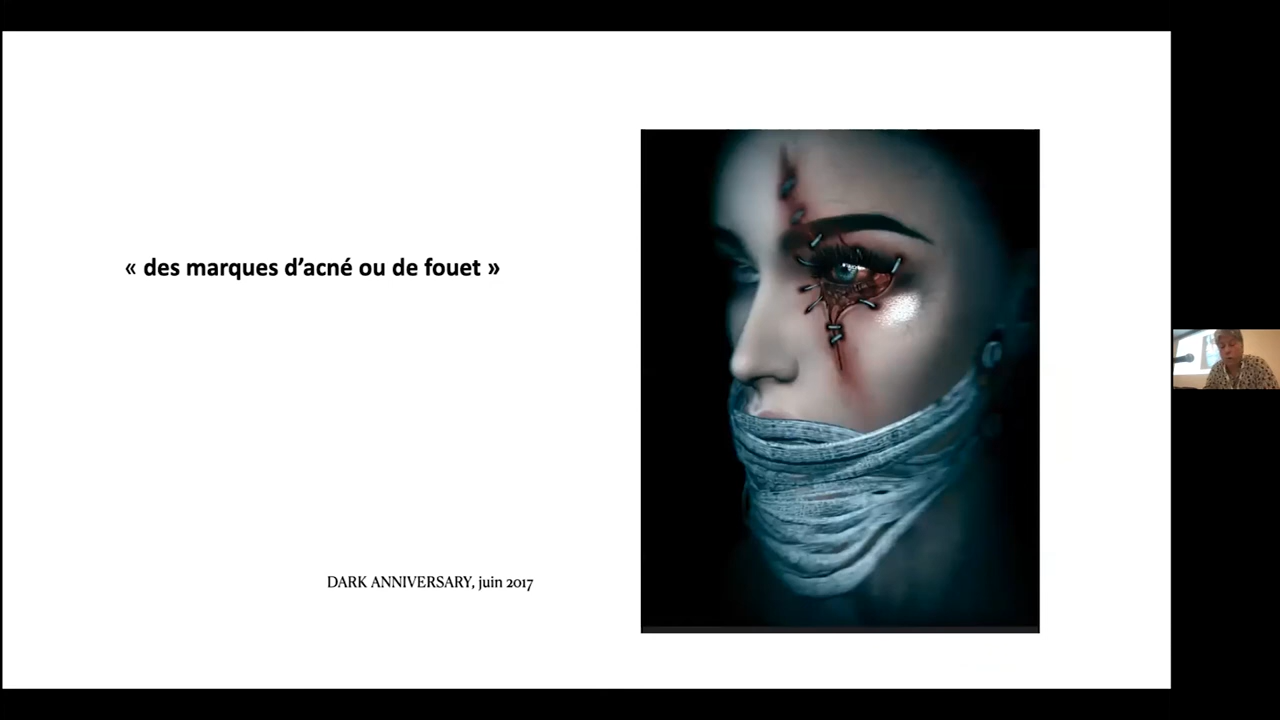 « des marques d’acné ou de fouet »
DARK ANNIVERSARY, juin 2017